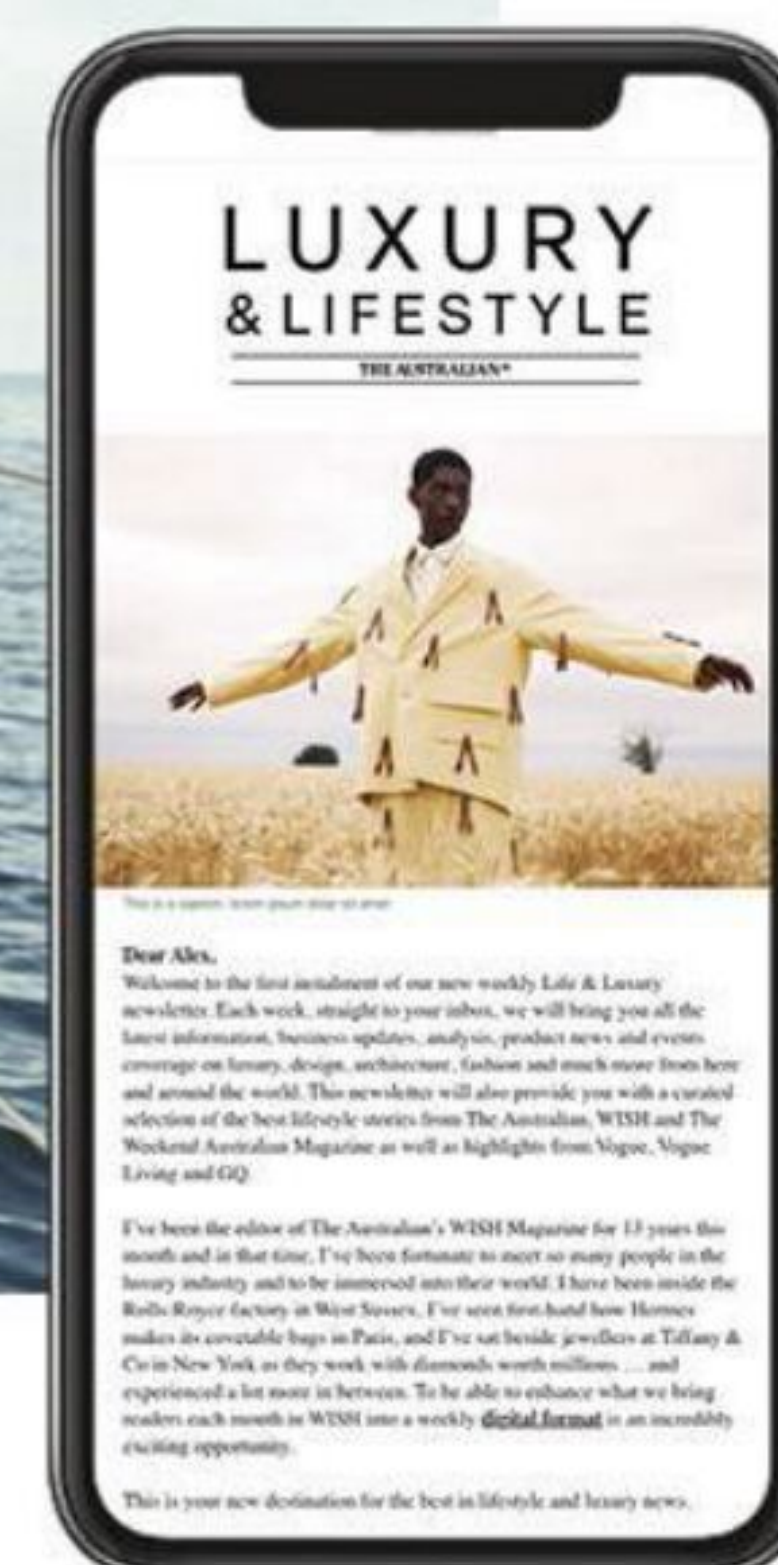 LUXURY
& LIFESTYLE
THE AUSTRALIAN*
This is a caption. lorem ipsum dolor sit amet
Dear Alex,
Welcome to the first instalment of our new weekly Life & Luxury
newsletter. Each week, straight to your inbox, we will bring you all the
latest information, business updates, analysis, product news and events
coverage on luxury, design, architecture, fashion and much more from here
and around the world. This newsletter will also provide you with a curated
selection of the best lifestyle stories from The Australian, WISH and The
Weekend Australian Magazine as well as highlights from Vogue, Vogue
Living and GQ.
I've been the editor of The Australian's WISH Magazine for 13 years this
month and in that time, I've been fortunate to meet so many people in the
luxury industry and to be immersed into their world. I have been inside the
Rolls-Royce factory in West Sussex, I've seen first-hand how Hermes
makes its covetable bags in Paris, and I've sat beside jewellers at Tiffany &
Co in New York as they work with diamonds worth millions ... and
experienced a lot more in between. To be able to enhance what we bring
readers each month in WISH into a weekly digital format is an incredibly
exciting opportunity.
This is your new destination for the best in lifestyle and luxury news.